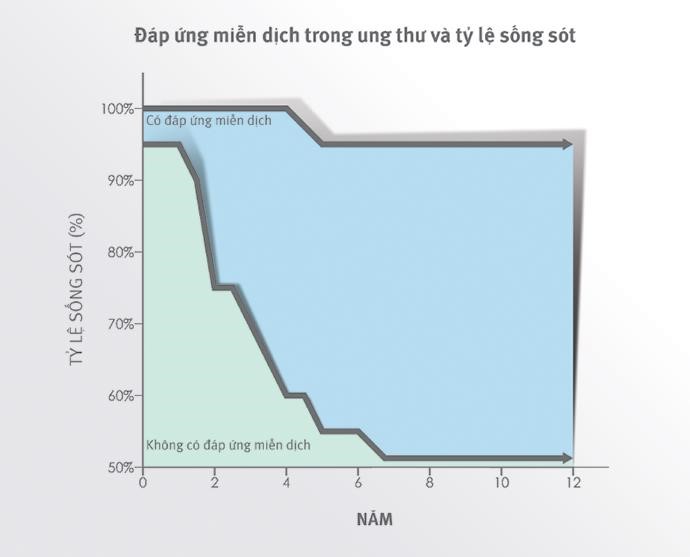 Đáp ứng miễn dịch trong ung thư và tỷ lệ sống sót
100%
Có đáp ứng miễn dịch
90%
80%
TỶ LỆ SỐNG SÓT (%)
70%
60%
Không có đáp ứng miễn dịch
50%
0 2 4 6 8 10 12
NĂM